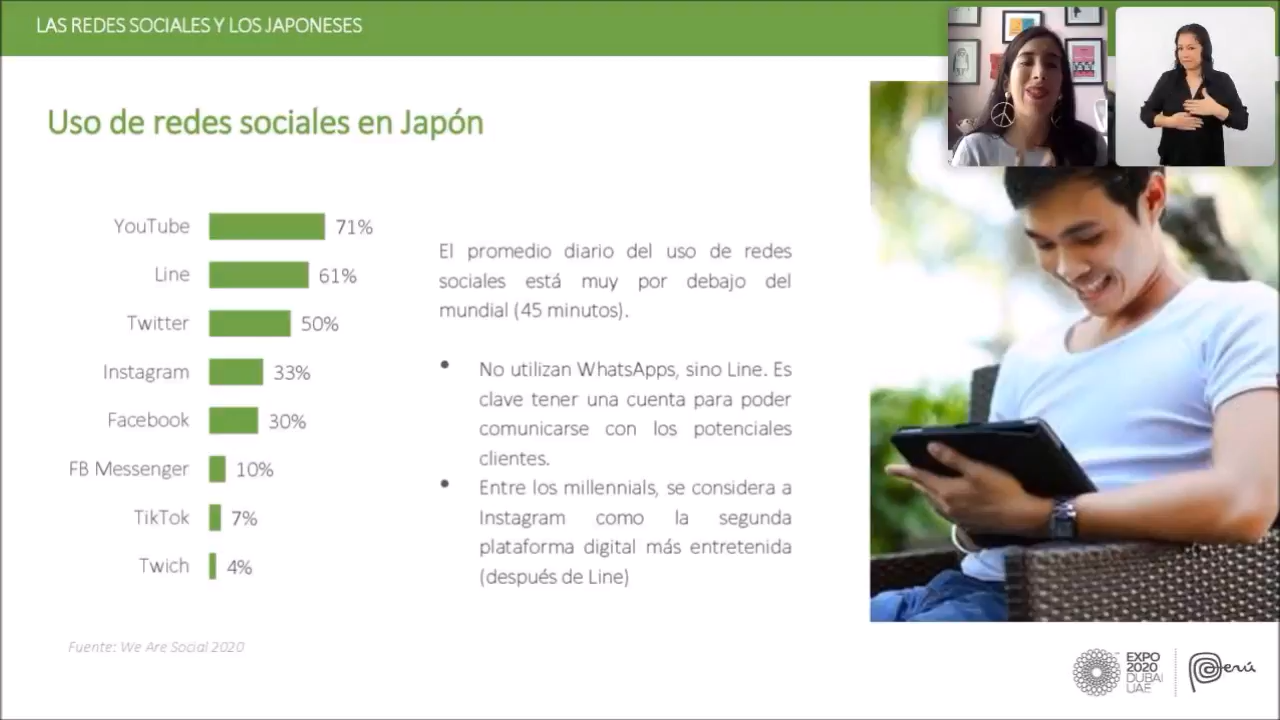 LAS REDES SOCIALES Y LOS JAPONESES
Uso de redes sociales en Japón
YouTube 71%
Line 61%
Twitter 50%
Instagram 33%
Facebook 30%
FB Messenger 10%
TikTok 7%
Twich 4%
El promedio diario del uso de redes
sociales está muy por debajo del
mundial (45 minutos).
• No utilizan WhatsApps, sino Line. Es
clave tener una cuenta para poder
comunicarse con los potenciales
clientes.
• Entre los millennials, se considera a
Instagram como la segunda
plataforma digital más entretenida
(después de Line)
Fuente: We Are Social 2020
EXPO
2020
DUBAI
UAE
Perú